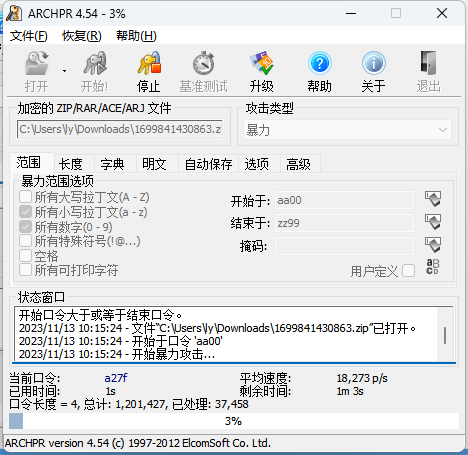 ARCHPR 4.54 - 3%
文件(F) 恢复(R) 帮助(H)
打开 开始! 停止 基准测试 升级 帮助 关于 退出
加密的 ZIP/RAR/ACE/ARJ 文件 攻击类型
C:\Users\ly\Downloads\1699841430863.z 暴力
范围 长度 字典 明文 自动保存 选项 高级
暴力范围选项
所有大写拉丁文(A - Z) 开始于: aa00
所有小写拉丁文(a - z)
所有数字(0 - 9) 结束于: zz99
所有特殊符号(!@...)
空格 掩码:
所有可打印字符 用户定义 aBCD
状态窗口
开始口令大于或等于结束口令。
2023/11/13 10:15:24 - 文件“C:\Users\ly\Downloads\1699841430863.zip”已打开。
2023/11/13 10:15:24 - 开始于口令 'aa00'
2023/11/13 10:15:24 - 开始暴力攻击...
当前口令: a27f 平均速度: 18,273 p/s
已用时间: 1s 剩余时间: 1m 3s
口令长度 = 4, 总计: 1,201,427, 已处理: 37,458
3%
ARCHPR version 4.54 (c) 1997-2012 ElcomSoft Co. Ltd.